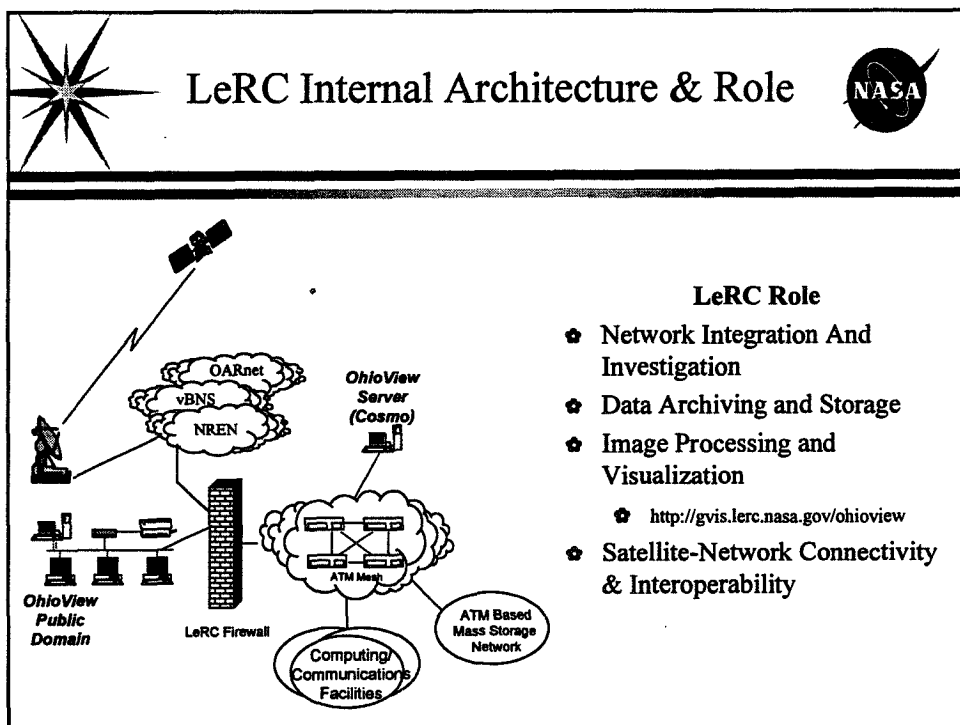 LeRC Internal Architecture & Role
NASA
OARnet
vBNS
NREN
OhioView
Server
(Cosmo)
ATM Mesh
OhioView
Public
Domain
LeRC Firewall
ATM Based
Mass Storage
Network
Computing/
Communications
Facilities
LeRC Role
Network Integration And
Investigation
Data Archiving and Storage
Image Processing and
Visualization
http://gvis.lerc.nasa.gov/ohioview
Satellite-Network Connectivity
& Interoperability